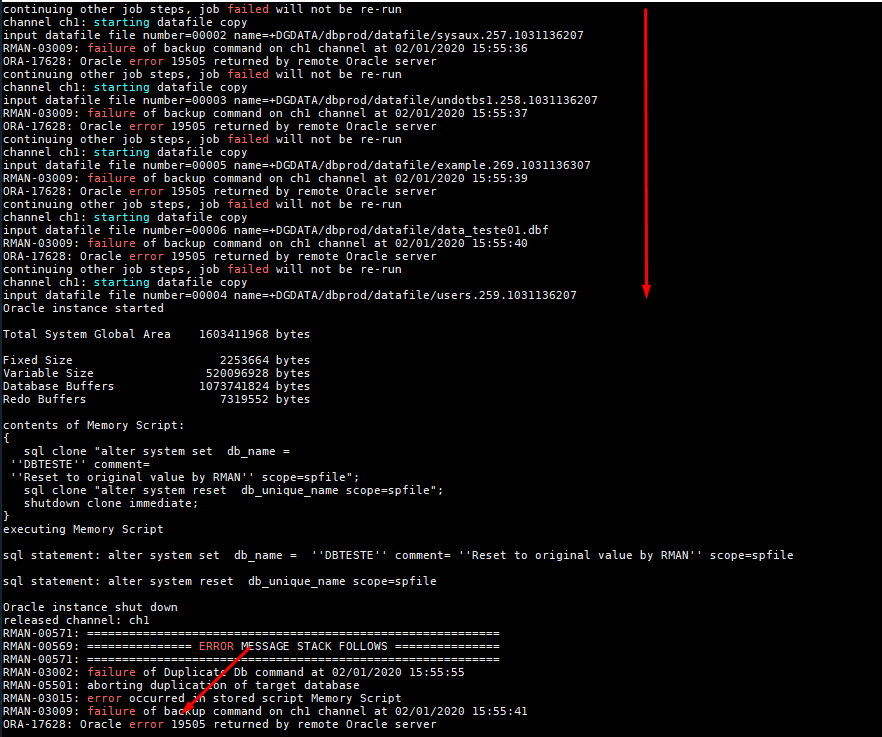 continuing other job steps, job failed will not be re-run
channel ch1: starting datafile copy
input datafile file number=00002 name=+DGDATA/dbprod/datafile/sysaux.257.1031136207
RMAN-03009: failure of backup command on ch1 channel at 02/01/2020 15:55:36
ORA-17628: Oracle error 19505 returned by remote Oracle server
continuing other job steps, job failed will not be re-run
channel ch1: starting datafile copy
input datafile file number=00003 name=+DGDATA/dbprod/datafile/undotbs1.258.1031136207
RMAN-03009: failure of backup command on ch1 channel at 02/01/2020 15:55:37
ORA-17628: Oracle error 19505 returned by remote Oracle server
continuing other job steps, job failed will not be re-run
channel ch1: starting datafile copy
input datafile file number=00005 name=+DGDATA/dbprod/datafile/example.269.1031136307
RMAN-03009: failure of backup command on ch1 channel at 02/01/2020 15:55:39
ORA-17628: Oracle error 19505 returned by remote Oracle server
continuing other job steps, job failed will not be re-run
channel ch1: starting datafile copy
input datafile file number=00006 name=+DGDATA/dbprod/datafile/data_teste01.dbf
RMAN-03009: failure of backup command on ch1 channel at 02/01/2020 15:55:40
ORA-17628: Oracle error 19505 returned by remote Oracle server
continuing other job steps, job failed will not be re-run
channel ch1: starting datafile copy
input datafile file number=00004 name=+DGDATA/dbprod/datafile/users.259.1031136207
Oracle instance started
Total System Global Area    1603411968 bytes
Fixed Size                     2253664 bytes
Variable Size                520096928 bytes
Database Buffers            1073741824 bytes
Redo Buffers                   7319552 bytes
contents of Memory Script:
{
   sql clone "alter system set  db_name =
 ''DBTESTE'' comment=
 ''Reset to original value by RMAN'' scope=spfile";
   sql clone "alter system reset  db_unique_name scope=spfile";
   shutdown clone immediate;
}
executing Memory Script
sql statement: alter system set  db_name =  ''DBTESTE'' comment= ''Reset to original value by RMAN'' scope=spfile
sql statement: alter system reset  db_unique_name scope=spfile
Oracle instance shut down
released channel: ch1
RMAN-00571: ===========================================================
RMAN-00569: =============== ERROR MESSAGE STACK FOLLOWS ===============
RMAN-00571: ===========================================================
RMAN-03002: failure of Duplicate Db command at 02/01/2020 15:55:55
RMAN-05501: aborting duplication of target database
RMAN-03015: error occurred in stored script Memory Script
RMAN-03009: failure of backup command on ch1 channel at 02/01/2020 15:55:41
ORA-17628: Oracle error 19505 returned by remote Oracle server